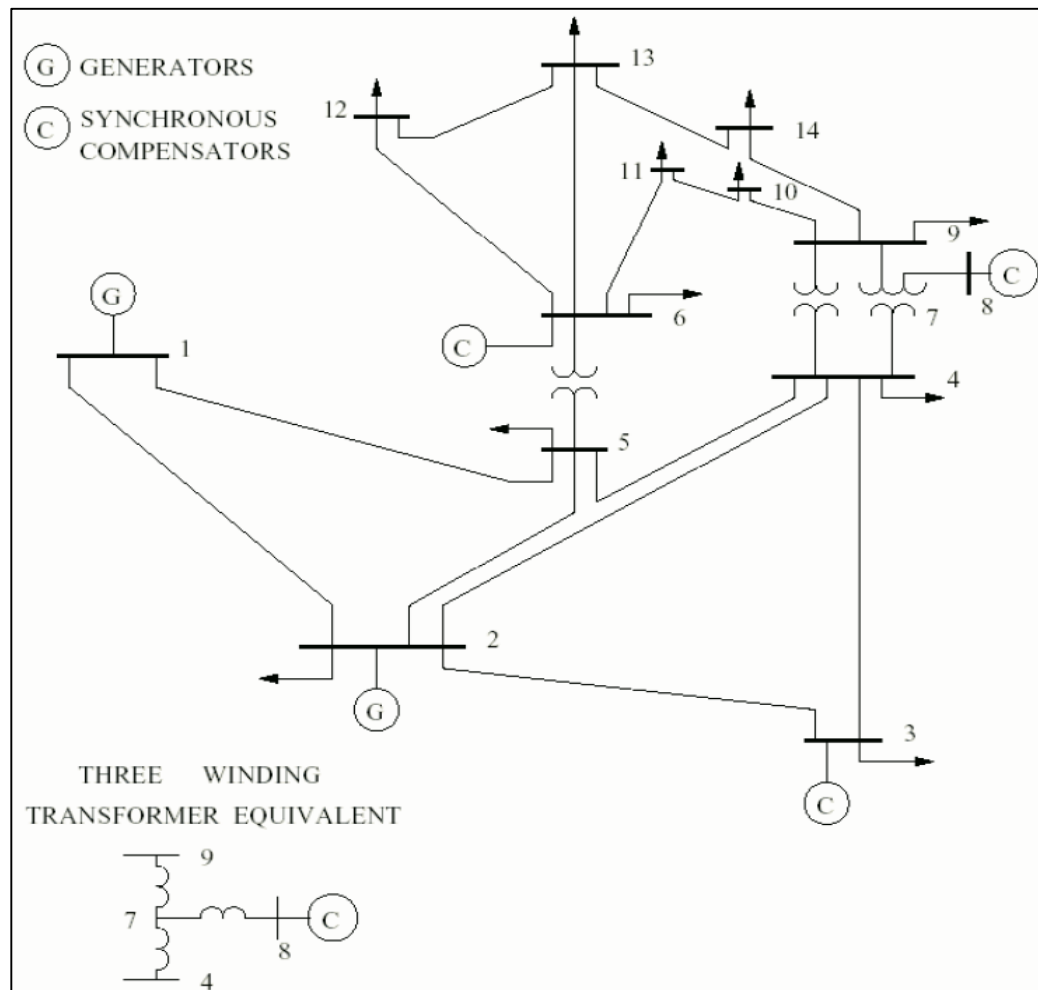 G GENERATORS
C SYNCHRONOUS
COMPENSATORS
13
12
14
11
10
9
C
8
7
G
1
6
C
4
5
2
G
3
C
THREE WINDING
TRANSFORMER EQUIVALENT
9
7
C
8
4